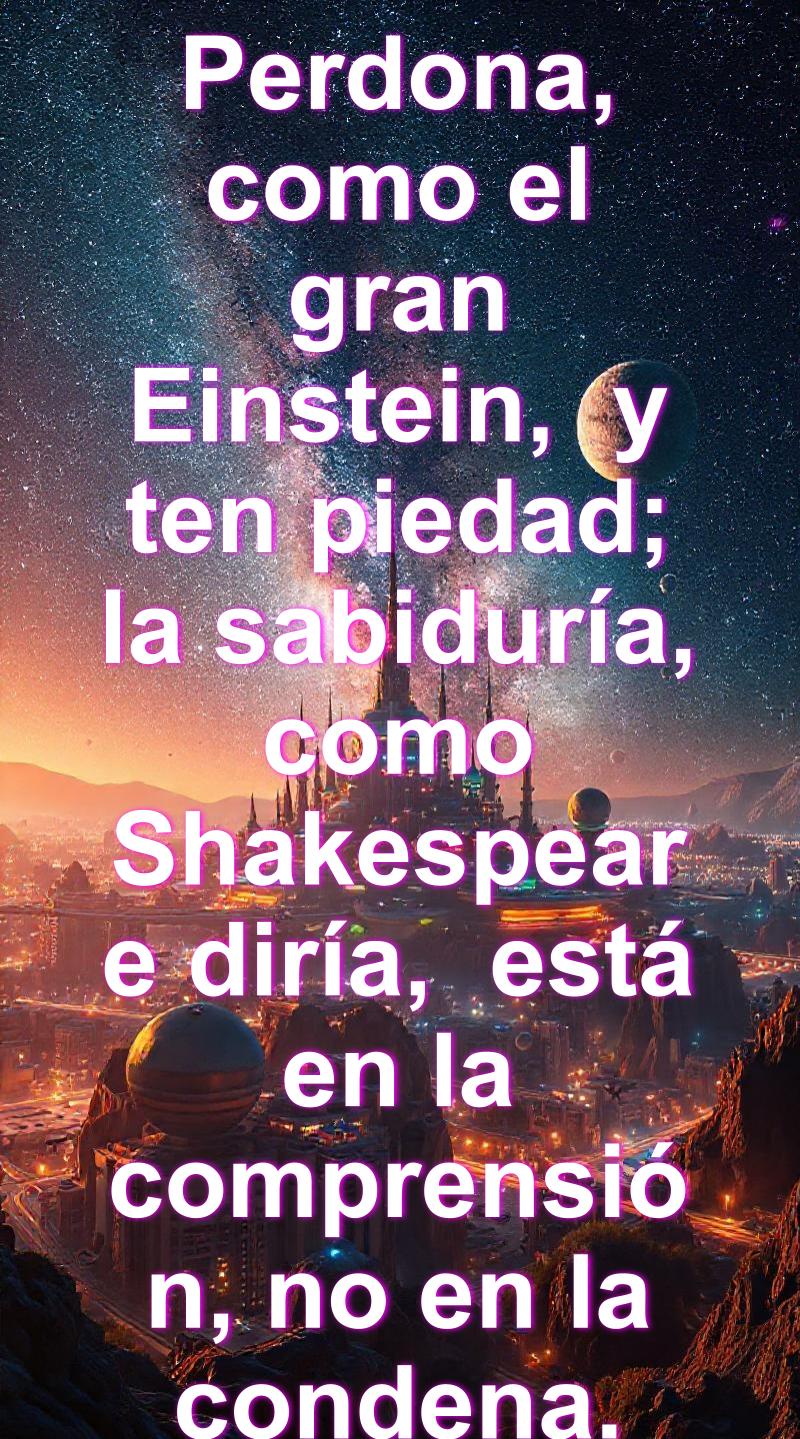 Perdona,
como el
gran
Einstein,  y
ten piedad;
la sabiduría,
como
Shakespear
e diría,   está
en la
comprensió
n, no en la
condena.